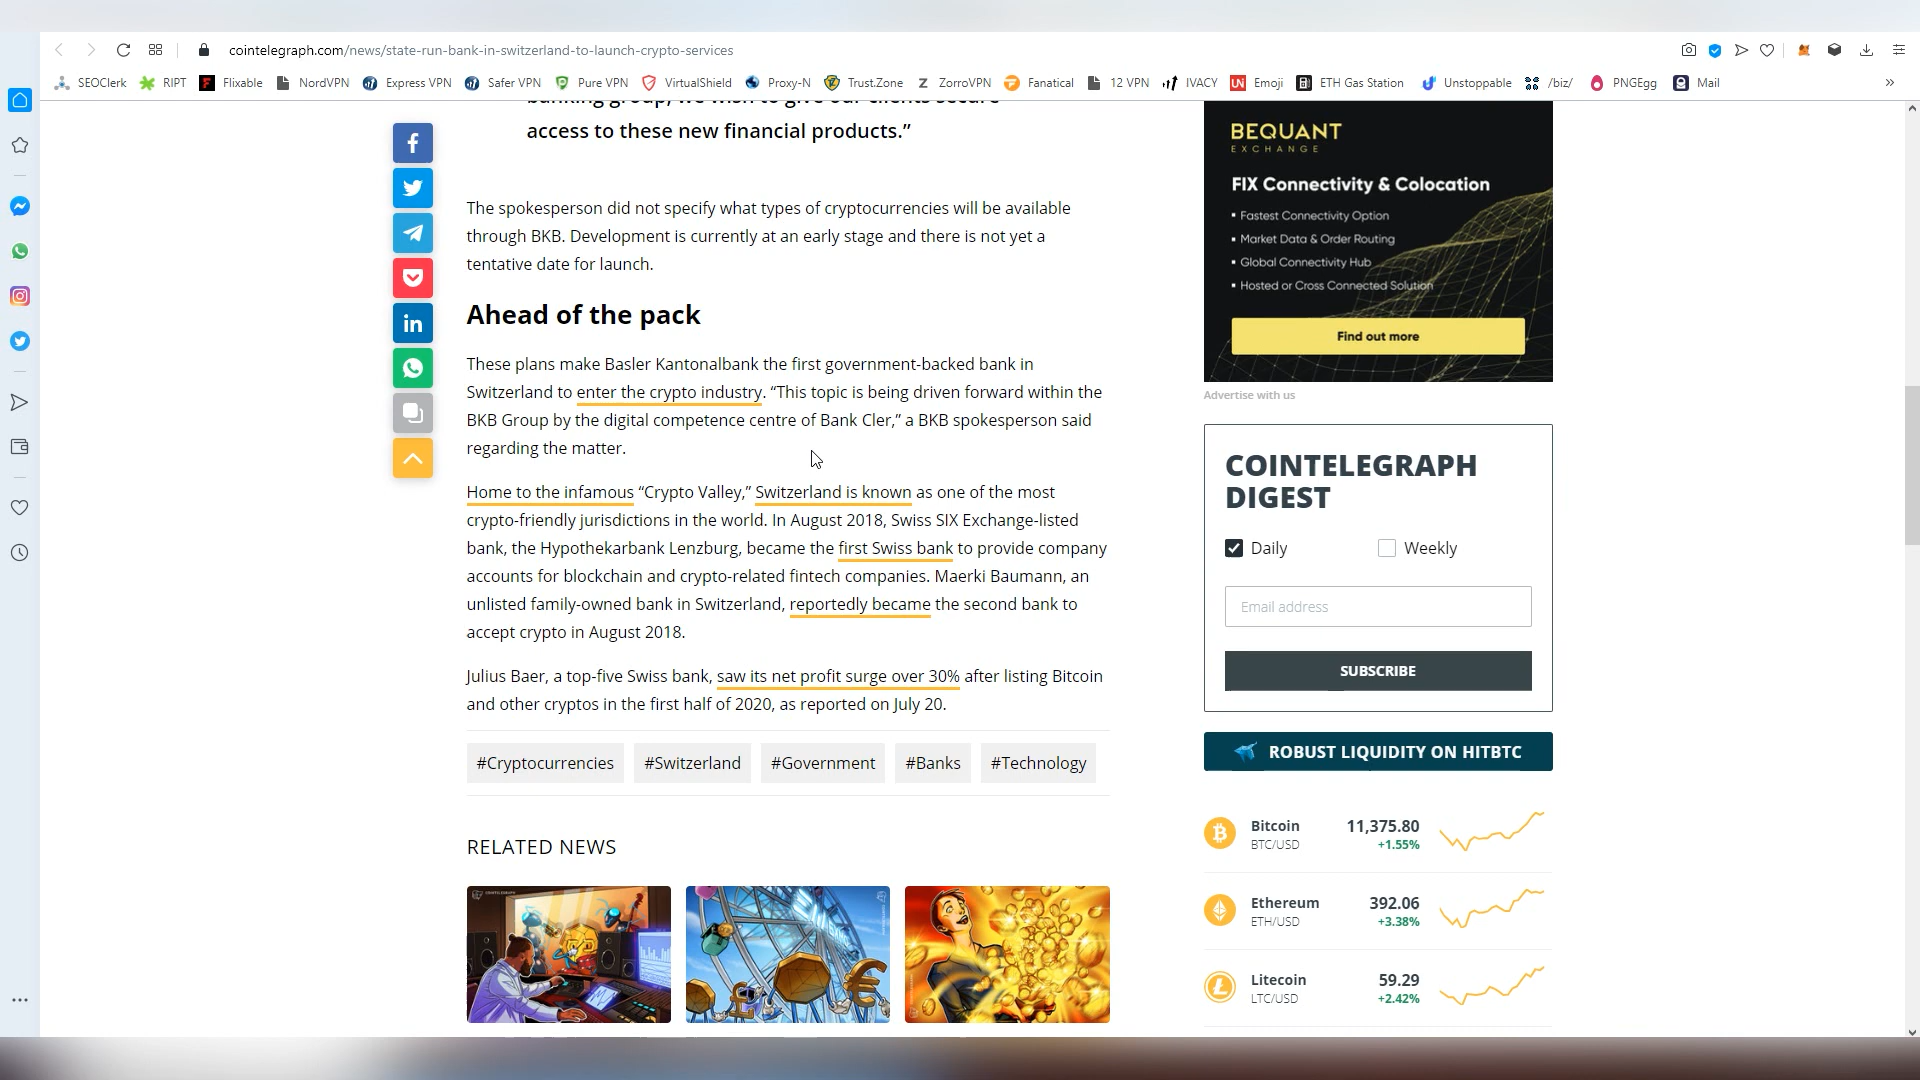 cointelegraph.com/news/state-run-bank-in-switzerland-to-launch-crypto-services
SEOClerk RIPT Flixable NordVPN Express VPN Safer VPN Pure VPN VirtualShield Proxy-N Trust.Zone ZorroVPN Fanatical 12 VPN IVACY Emoji ETH Gas Station Unstoppable /biz/ PNGEgg Mail
banking group, we wish to give our clients secure
access to these new financial products.”
The spokesperson did not specify what types of cryptocurrencies will be available
through BKB. Development is currently at an early stage and there is not yet a
tentative date for launch.
Ahead of the pack
These plans make Basler Kantonalbank the first government-backed bank in
Switzerland to enter the crypto industry. “This topic is being driven forward within the
BKB Group by the digital competence centre of Bank Cler,” a BKB spokesperson said
regarding the matter.
Home to the infamous “Crypto Valley,” Switzerland is known as one of the most
crypto-friendly jurisdictions in the world. In August 2018, Swiss SIX Exchange-listed
bank, the Hypothekarbank Lenzburg, became the first Swiss bank to provide company
accounts for blockchain and crypto-related fintech companies. Maerki Baumann, an
unlisted family-owned bank in Switzerland, reportedly became the second bank to
accept crypto in August 2018.
Julius Baer, a top-five Swiss bank, saw its net profit surge over 30% after listing Bitcoin
and other cryptos in the first half of 2020, as reported on July 20.
#Cryptocurrencies #Switzerland #Government #Banks #Technology
RELATED NEWS
BEQUANT
EXCHANGE
FIX Connectivity & Colocation
Fastest Connectivity Option
Market Data & Order Routing
Global Connectivity Hub
Hosted or Cross Connected Solution
Find out more
Advertise with us
COINTELEGRAPH
DIGEST
Daily Weekly
Email address
SUBSCRIBE
ROBUST LIQUIDITY ON HITBTC
Bitcoin 11,375.80
BTC/USD +1.55%
Ethereum 392.06
ETH/USD +3.38%
Litecoin 59.29
LTC/USD +2.42%